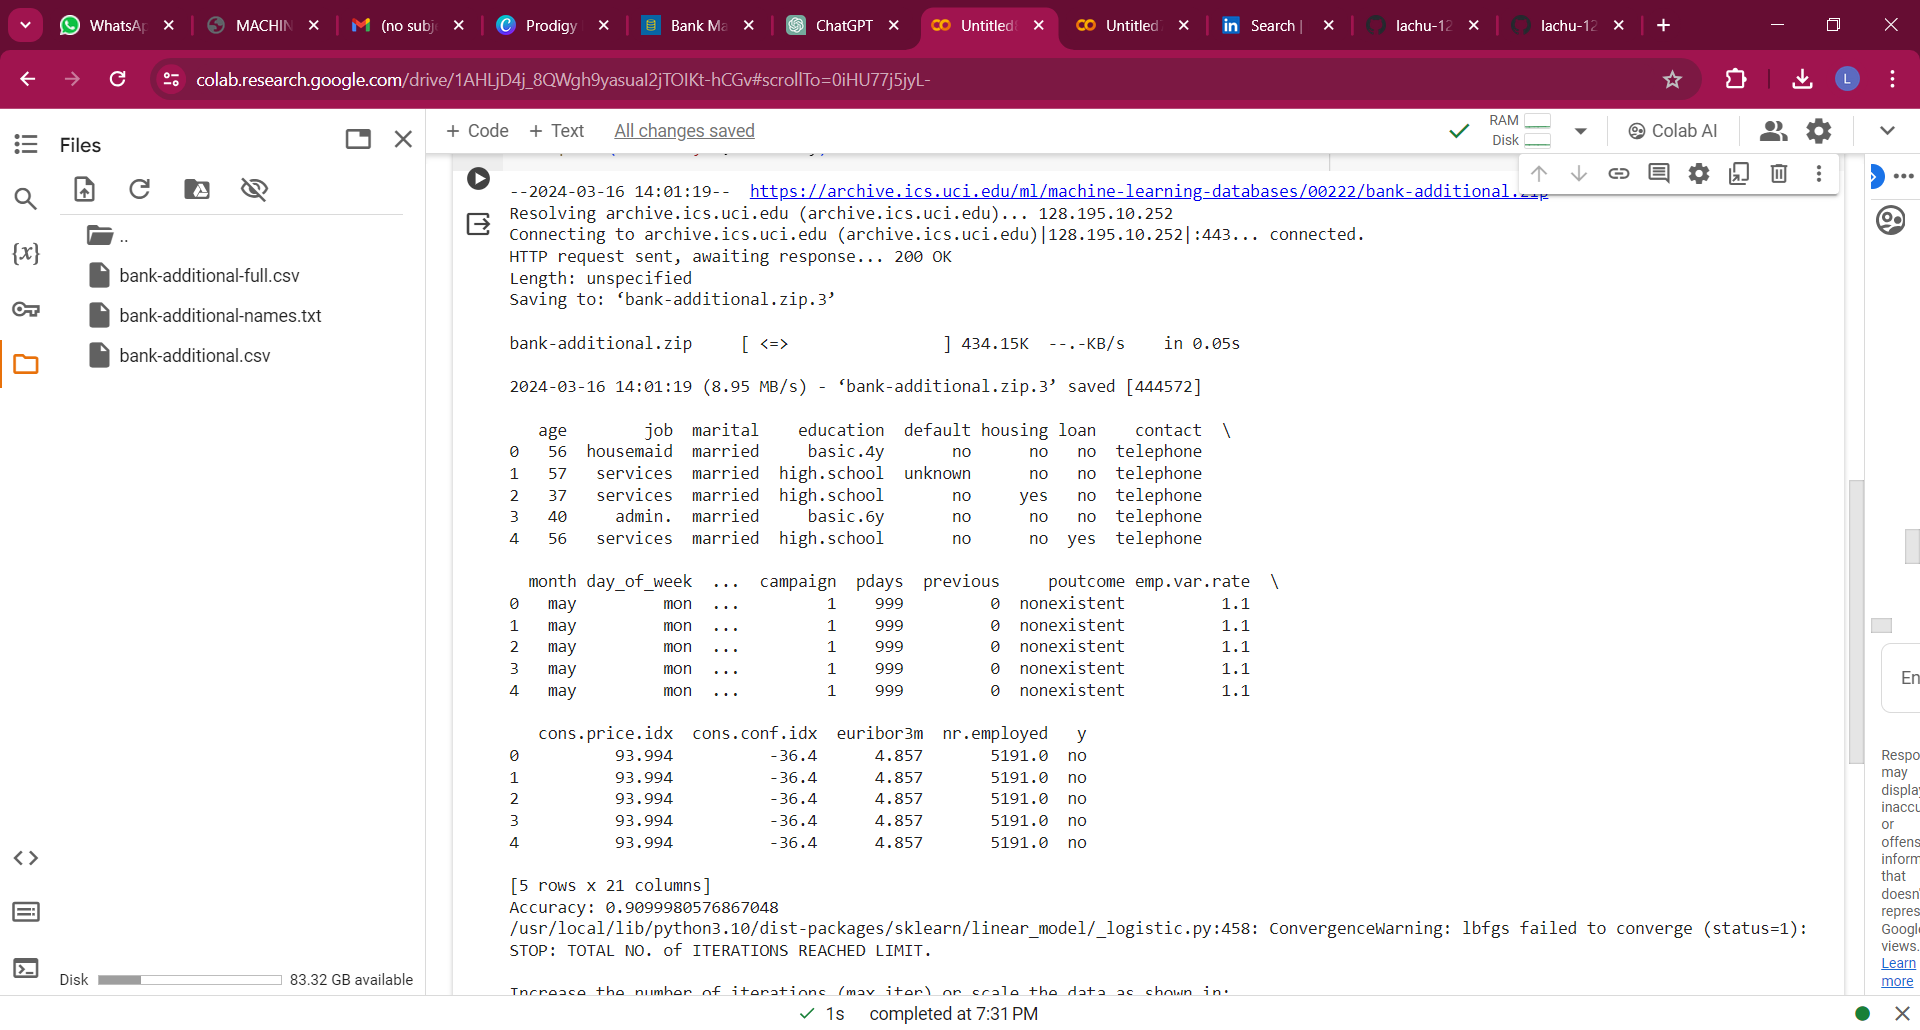 WhatsAp
MACHIN
(no subj
Prodigy
Bank Ma
ChatGPT
Untitled
Untitled
Search |
lachu-12
lachu-12
colab.research.google.com/drive/1AHLjD4j_8QWgh9yasuaI2jTOIKt-hCGv#scrollTo=0iHU77j5jyL-
L
Files
+ Code + Text All changes saved
RAM
Disk
Colab AI
..
bank-additional-full.csv
bank-additional-names.txt
bank-additional.csv
{x}
Disk 83.32 GB available
--2024-03-16 14:01:19-- https://archive.ics.uci.edu/ml/machine-learning-databases/00222/bank-additional.zip
Resolving archive.ics.uci.edu (archive.ics.uci.edu)... 128.195.10.252
Connecting to archive.ics.uci.edu (archive.ics.uci.edu)|128.195.10.252|:443... connected.
HTTP request sent, awaiting response... 200 OK
Length: unspecified
Saving to: ‘bank-additional.zip.3’
bank-additional.zip [ <=> ] 434.15K --.-KB/s in 0.05s
2024-03-16 14:01:19 (8.95 MB/s) - ‘bank-additional.zip.3’ saved [444572]
age job marital education default housing loan contact \
0 56 housemaid married basic.4y no no no telephone
1 57 services married high.school unknown no no telephone
2 37 services married high.school no yes no telephone
3 40 admin. married basic.6y no no no telephone
4 56 services married high.school no no yes telephone
month day_of_week ... campaign pdays previous poutcome emp.var.rate \
0 may mon ... 1 999 0 nonexistent 1.1
1 may mon ... 1 999 0 nonexistent 1.1
2 may mon ... 1 999 0 nonexistent 1.1
3 may mon ... 1 999 0 nonexistent 1.1
4 may mon ... 1 999 0 nonexistent 1.1
cons.price.idx cons.conf.idx euribor3m nr.employed y
0 93.994 -36.4 4.857 5191.0 no
1 93.994 -36.4 4.857 5191.0 no
2 93.994 -36.4 4.857 5191.0 no
3 93.994 -36.4 4.857 5191.0 no
4 93.994 -36.4 4.857 5191.0 no
[5 rows x 21 columns]
Accuracy: 0.9099980576867048
/usr/local/lib/python3.10/dist-packages/sklearn/linear_model/_logistic.py:458: ConvergenceWarning: lbfgs failed to converge (status=1):
STOP: TOTAL NO. of ITERATIONS REACHED LIMIT.
Increase the number of iterations (max_iter) or scale the data as shown in:
En
Respo
may
display
inaccu
or
offens
inform
that
doesn'
repres
Google
views.
Learn
more
1s completed at 7:31 PM